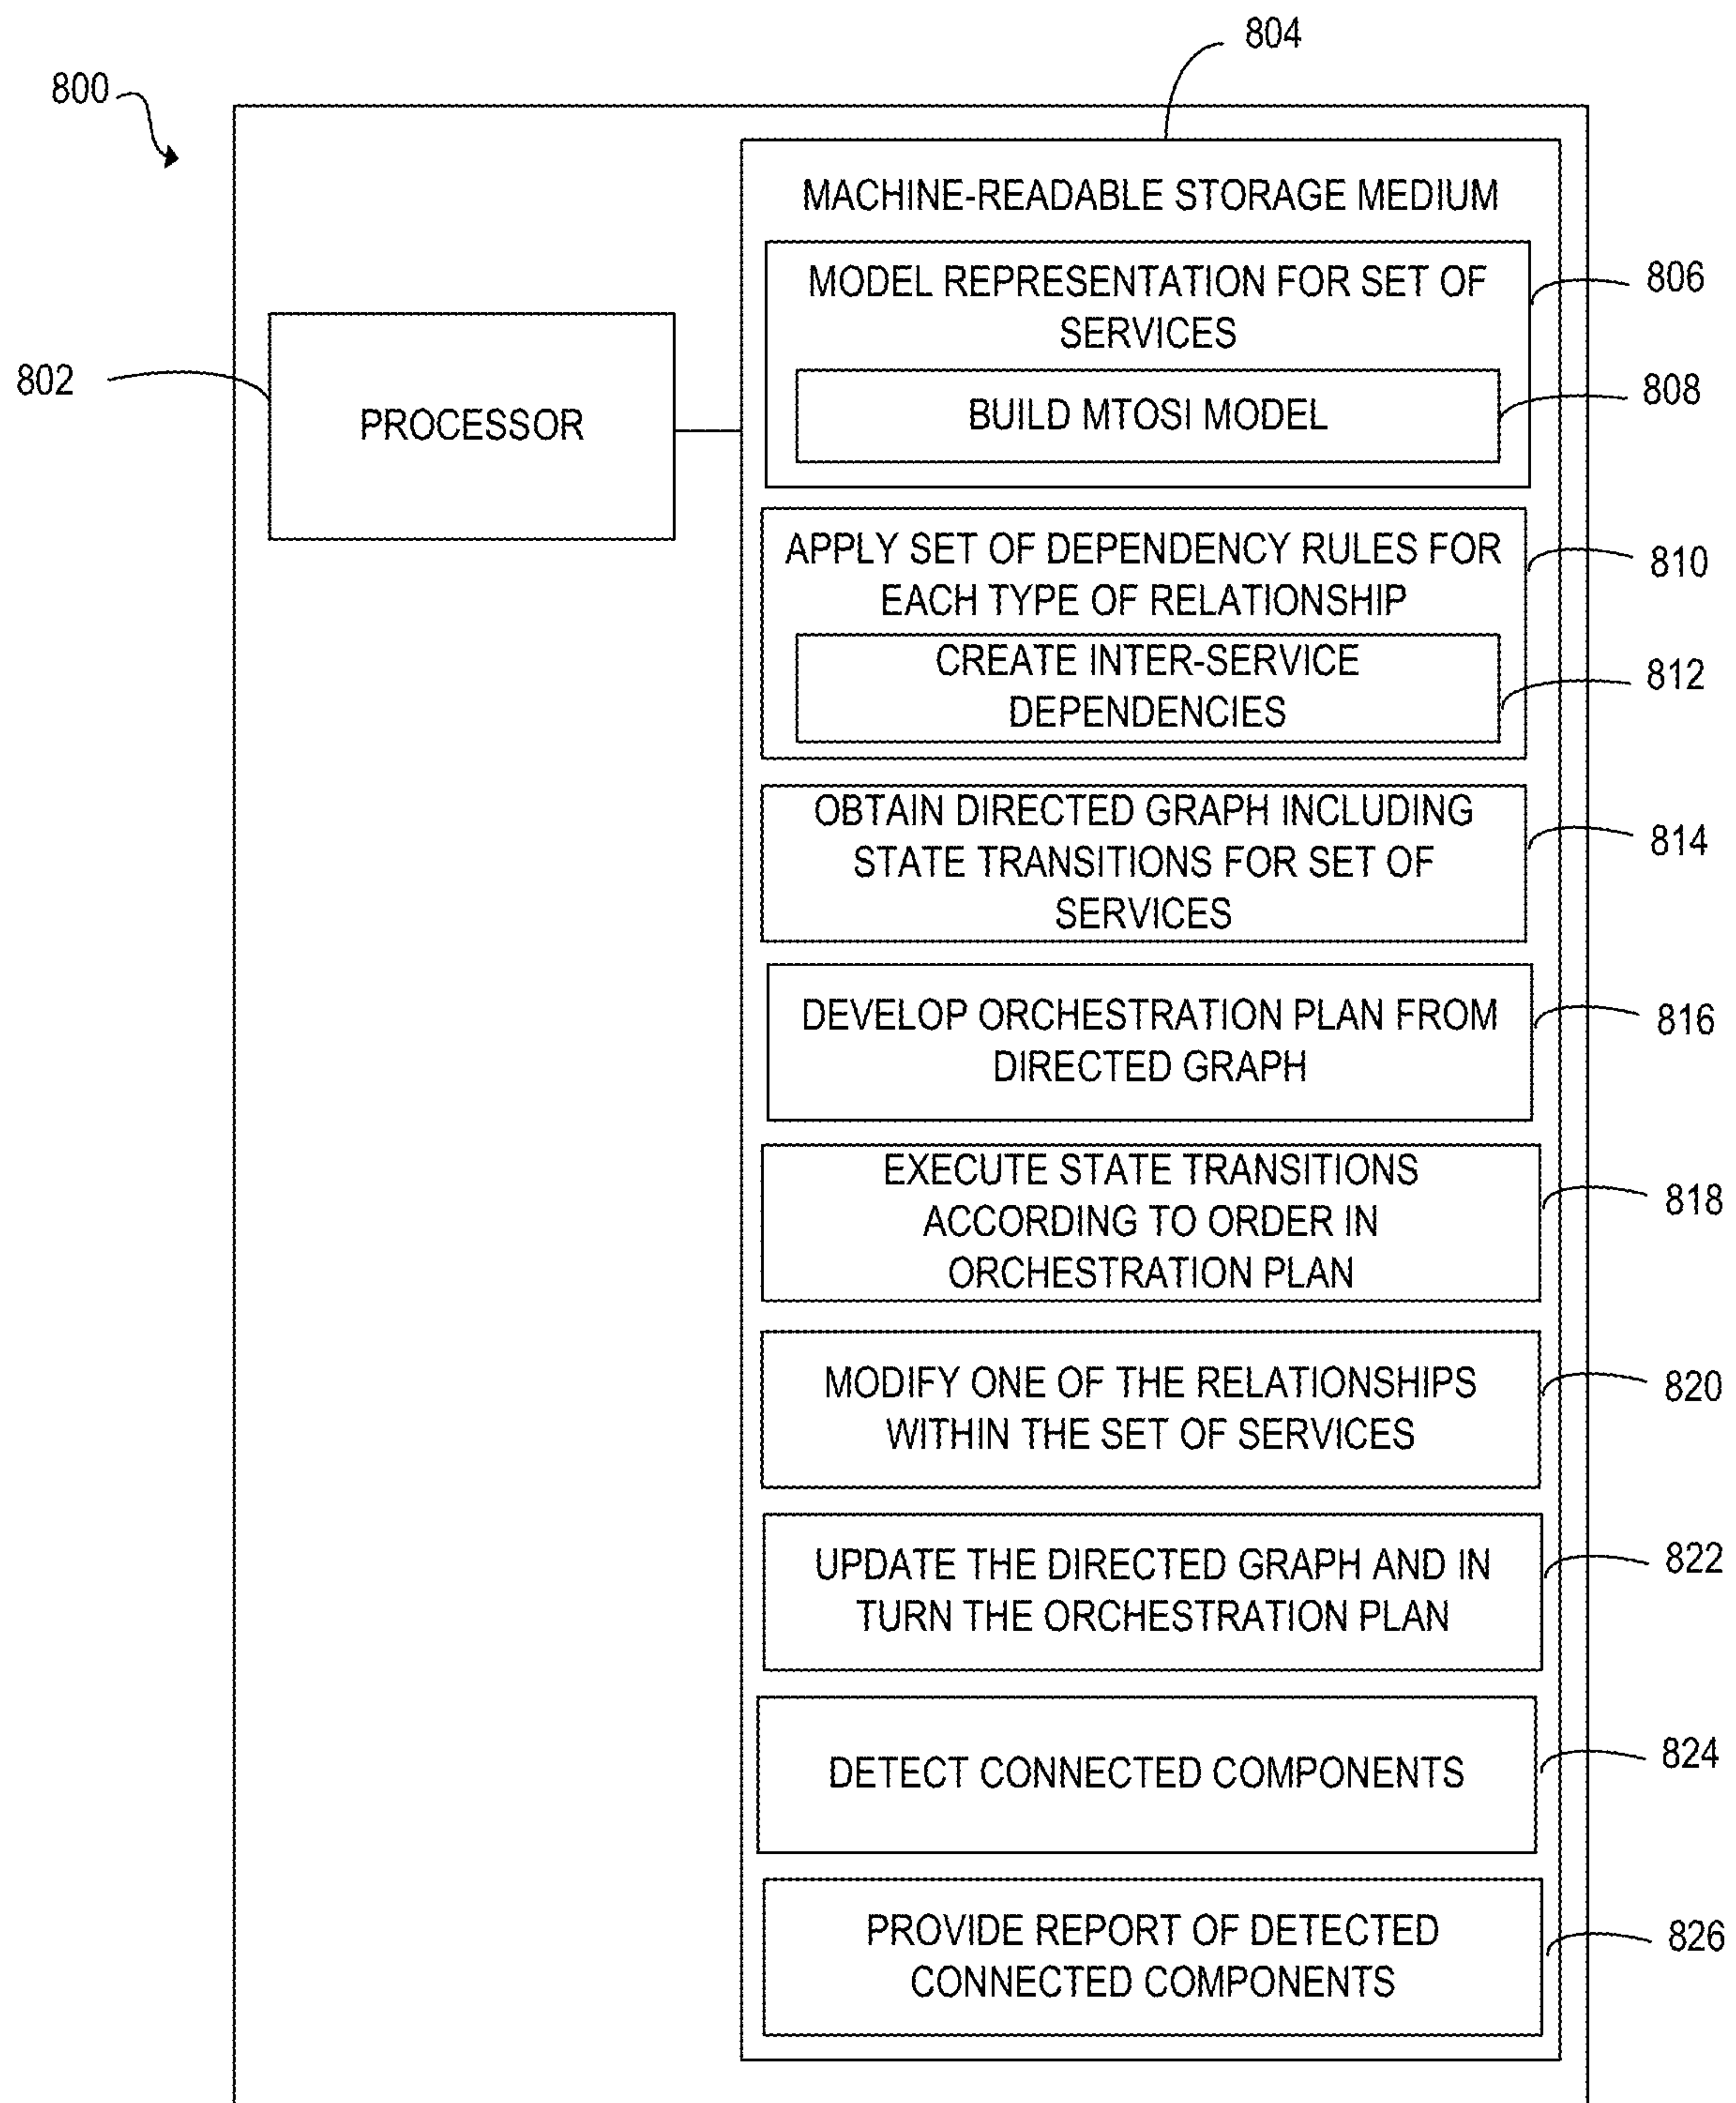 804
800
MACHINE-READABLE STORAGE MEDIUM
MODEL REPRESENTATION FOR SET OF
SERVICES
806
BUILD MTOSI MODEL
808
802
PROCESSOR
APPLY SET OF DEPENDENCY RULES FOR
EACH TYPE OF RELATIONSHIP
810
CREATE INTER-SERVICE
DEPENDENCIES
812
OBTAIN DIRECTED GRAPH INCLUDING
STATE TRANSITIONS FOR SET OF
SERVICES
814
DEVELOP ORCHESTRATION PLAN FROM
DIRECTED GRAPH
816
EXECUTE STATE TRANSITIONS
ACCORDING TO ORDER IN
ORCHESTRATION PLAN
818
MODIFY ONE OF THE RELATIONSHIPS
WITHIN THE SET OF SERVICES
820
UPDATE THE DIRECTED GRAPH AND IN
TURN THE ORCHESTRATION PLAN
822
DETECT CONNECTED COMPONENTS
824
PROVIDE REPORT OF DETECTED
CONNECTED COMPONENTS
826